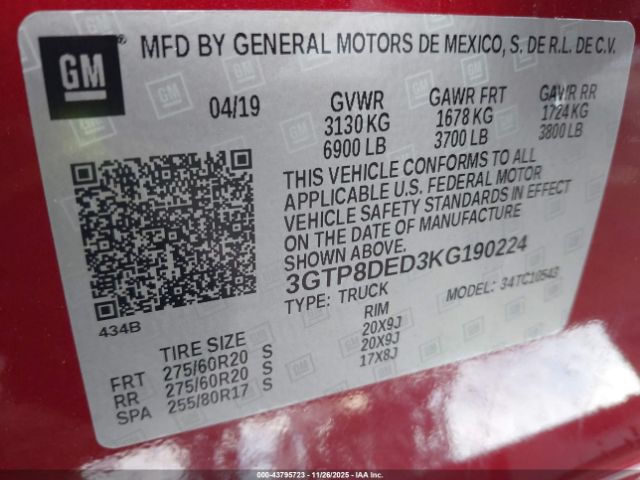 GM® MFD BY GENERAL MOTORS DE MEXICO, S. DE R.L. DE C.V.
04/19 GVWR GAWR FRT GAWR RR
3130 KG 1678 KG 1724 KG
6900 LB 3700 LB 3800 LB
THIS VEHICLE CONFORMS TO ALL
APPLICABLE U.S. FEDERAL MOTOR
VEHICLE SAFETY STANDARDS IN EFFECT
ON THE DATE OF MANUFACTURE
SHOWN ABOVE.
3GTP8DED3KG190224
TYPE: TRUCK MODEL: 34TC10543
434B
TIRE SIZE RIM
FRT 275/60R20 S 20X9J
RR 275/60R20 S 20X9J
SPA 255/80R17 S 17X8J
000-43795723 - 11/26/2025 - IAA Inc.